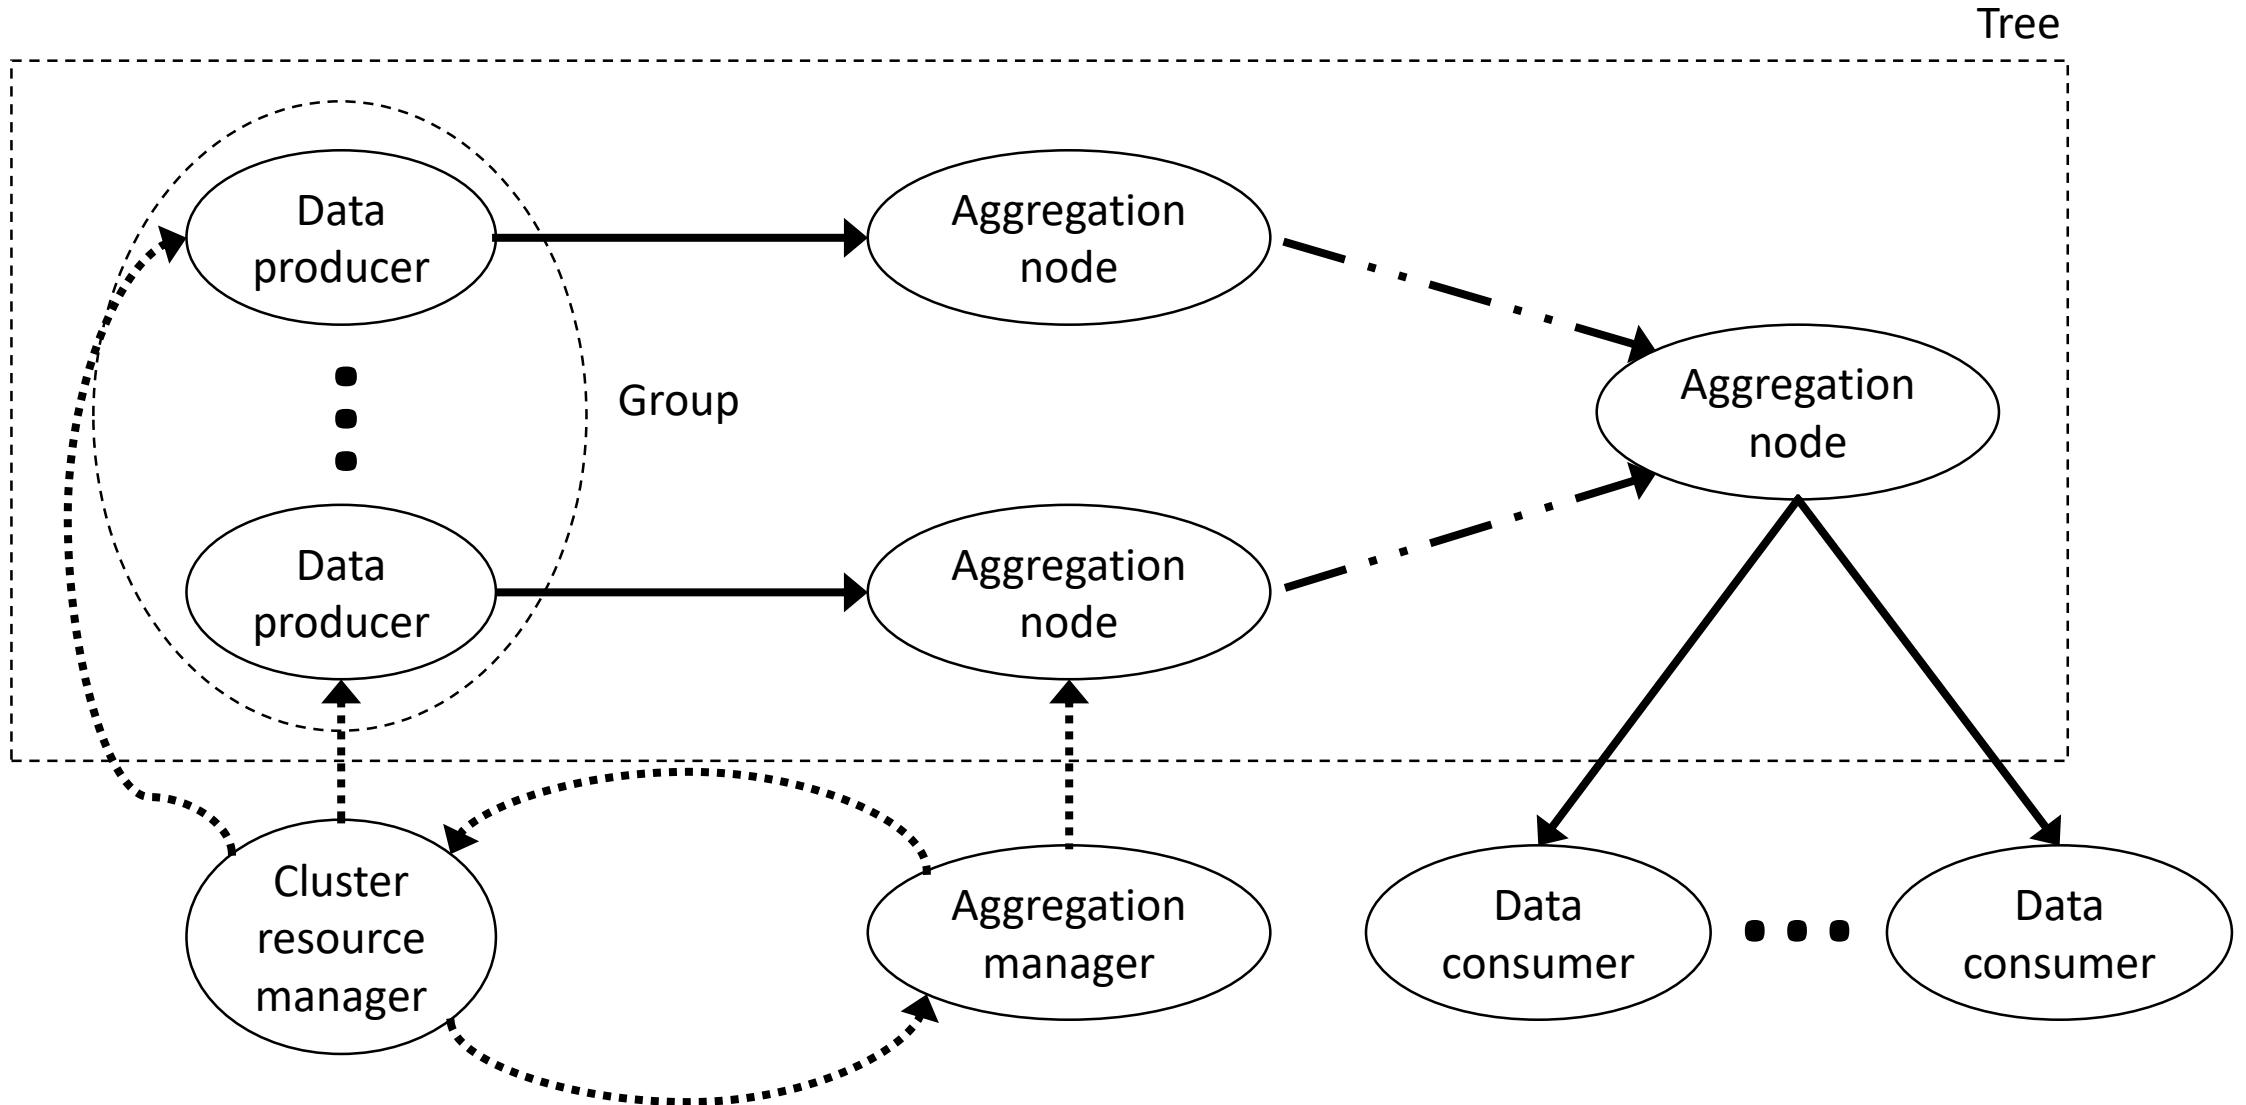 Tree
Data
producer
Aggregation
node
Aggregation
node
Group
Data
producer
Aggregation
node
Cluster
resource
manager
Aggregation
manager
Data
consumer
Data
consumer